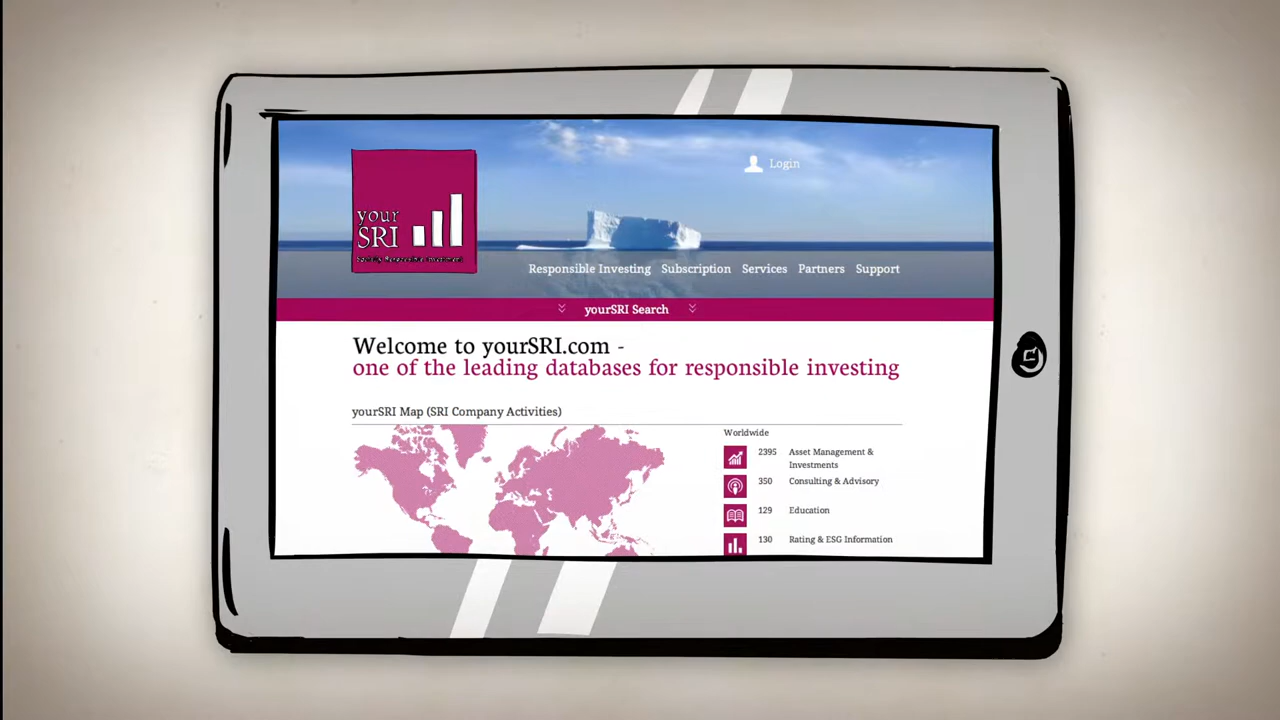 Login
your
SRI
Responsible Investing Subscription Services Partners Support
yourSRI Search
Welcome to yourSRI.com -
one of the leading databases for responsible investing
yourSRI Map (SRI Company Activities)
Worldwide
2395 Asset Management &
Investments
350 Consulting & Advisory
129 Education
130 Rating & ESG Information